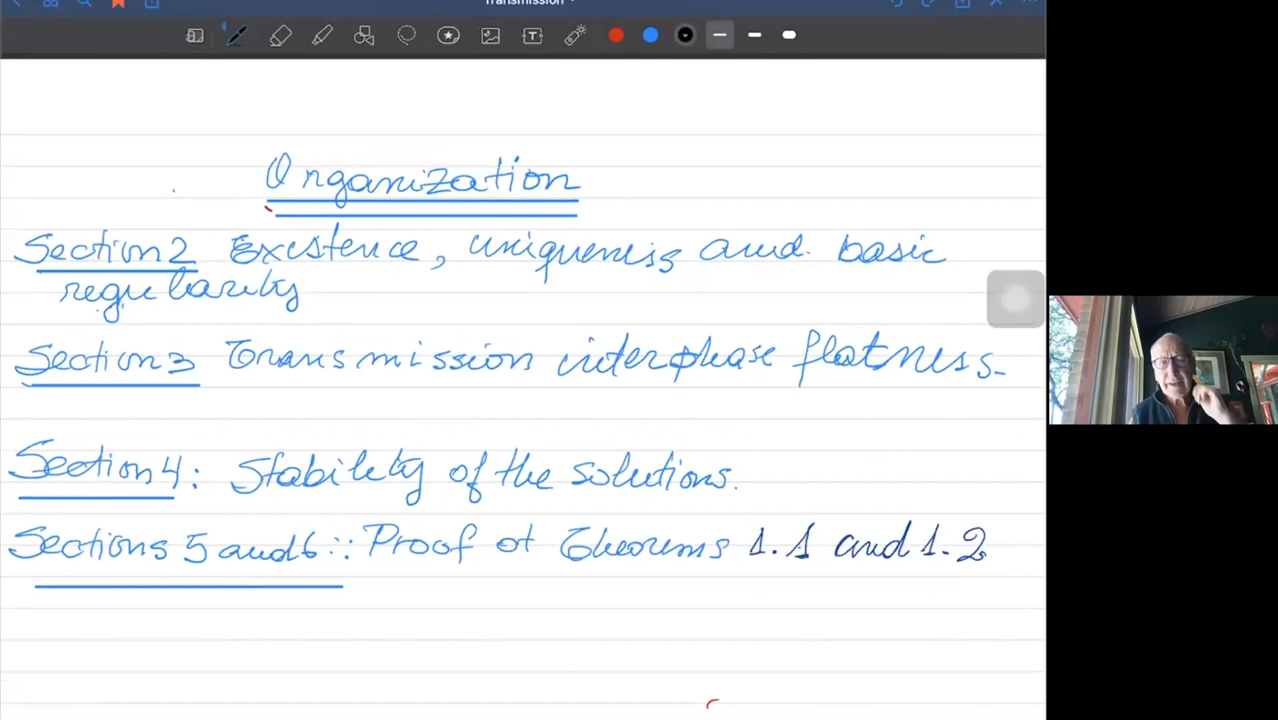 Transmission
Organization
Section 2 Existence, uniqueness and basic
regularity
Section 3 Transmission interphase flatness.
Section 4: Stability of the solutions.
Sections 5 and 6:: Proof of Theorems 1.1 and 1.2